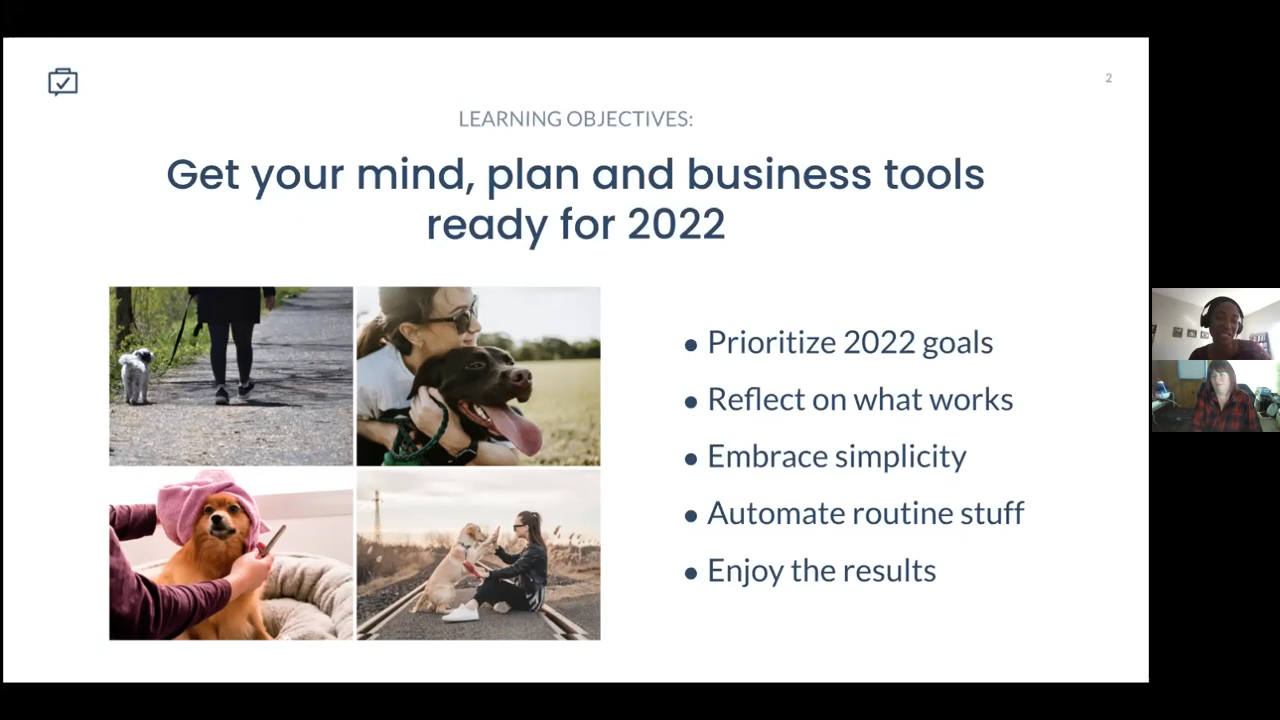 2
LEARNING OBJECTIVES:
Get your mind, plan and business tools
ready for 2022
● Prioritize 2022 goals
● Reflect on what works
● Embrace simplicity
● Automate routine stuff
● Enjoy the results